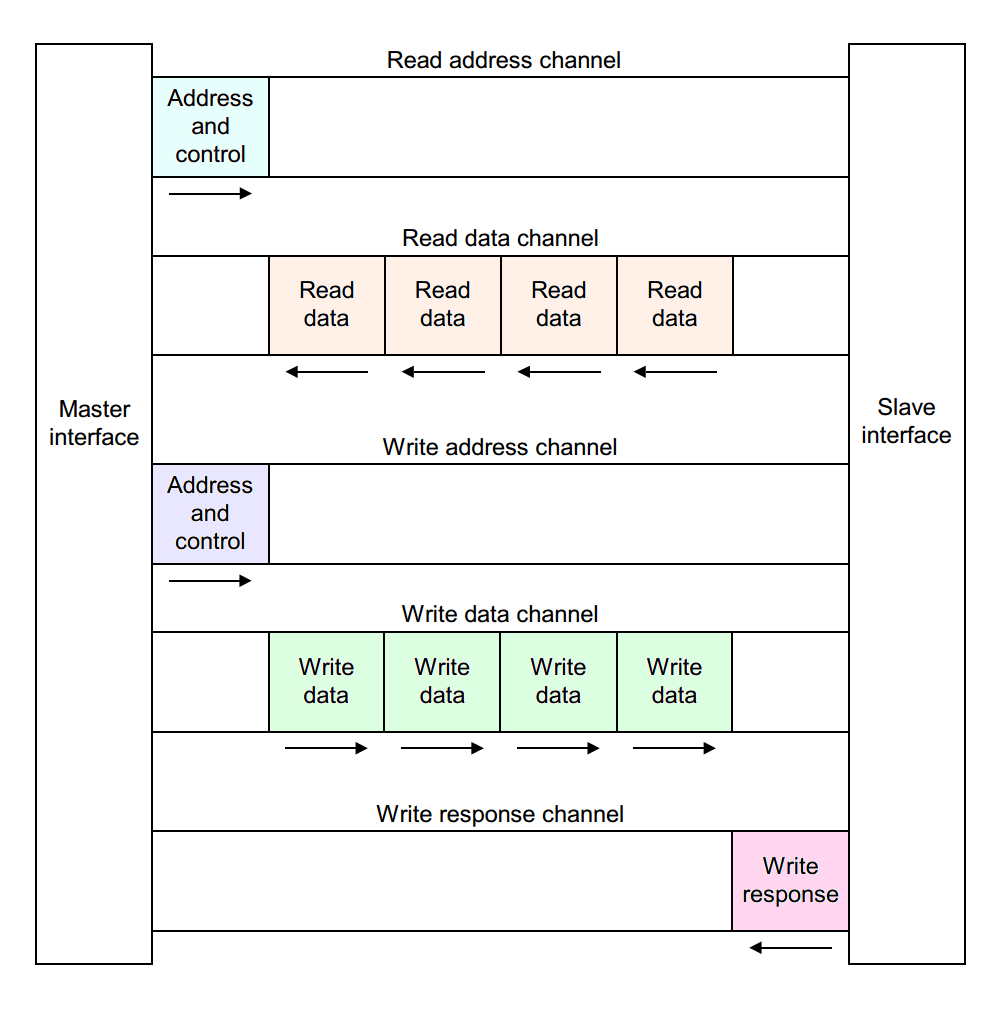 Read address channel
Address
and
control
Read data channel
Read
data
Read
data
Read
data
Read
data
Master
interface
Slave
interface
Write address channel
Address
and
control
Write data channel
Write
data
Write
data
Write
data
Write
data
Write response channel
Write
response